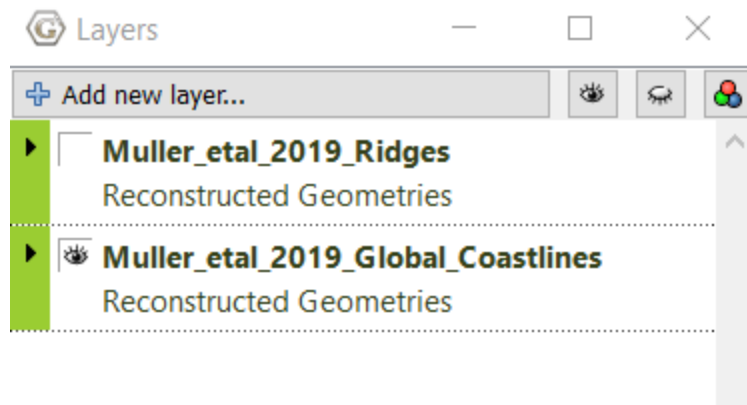 Layers
Add new layer...
Muller_etal_2019_Ridges
Reconstructed Geometries
Muller_etal_2019_Global_Coastlines
Reconstructed Geometries